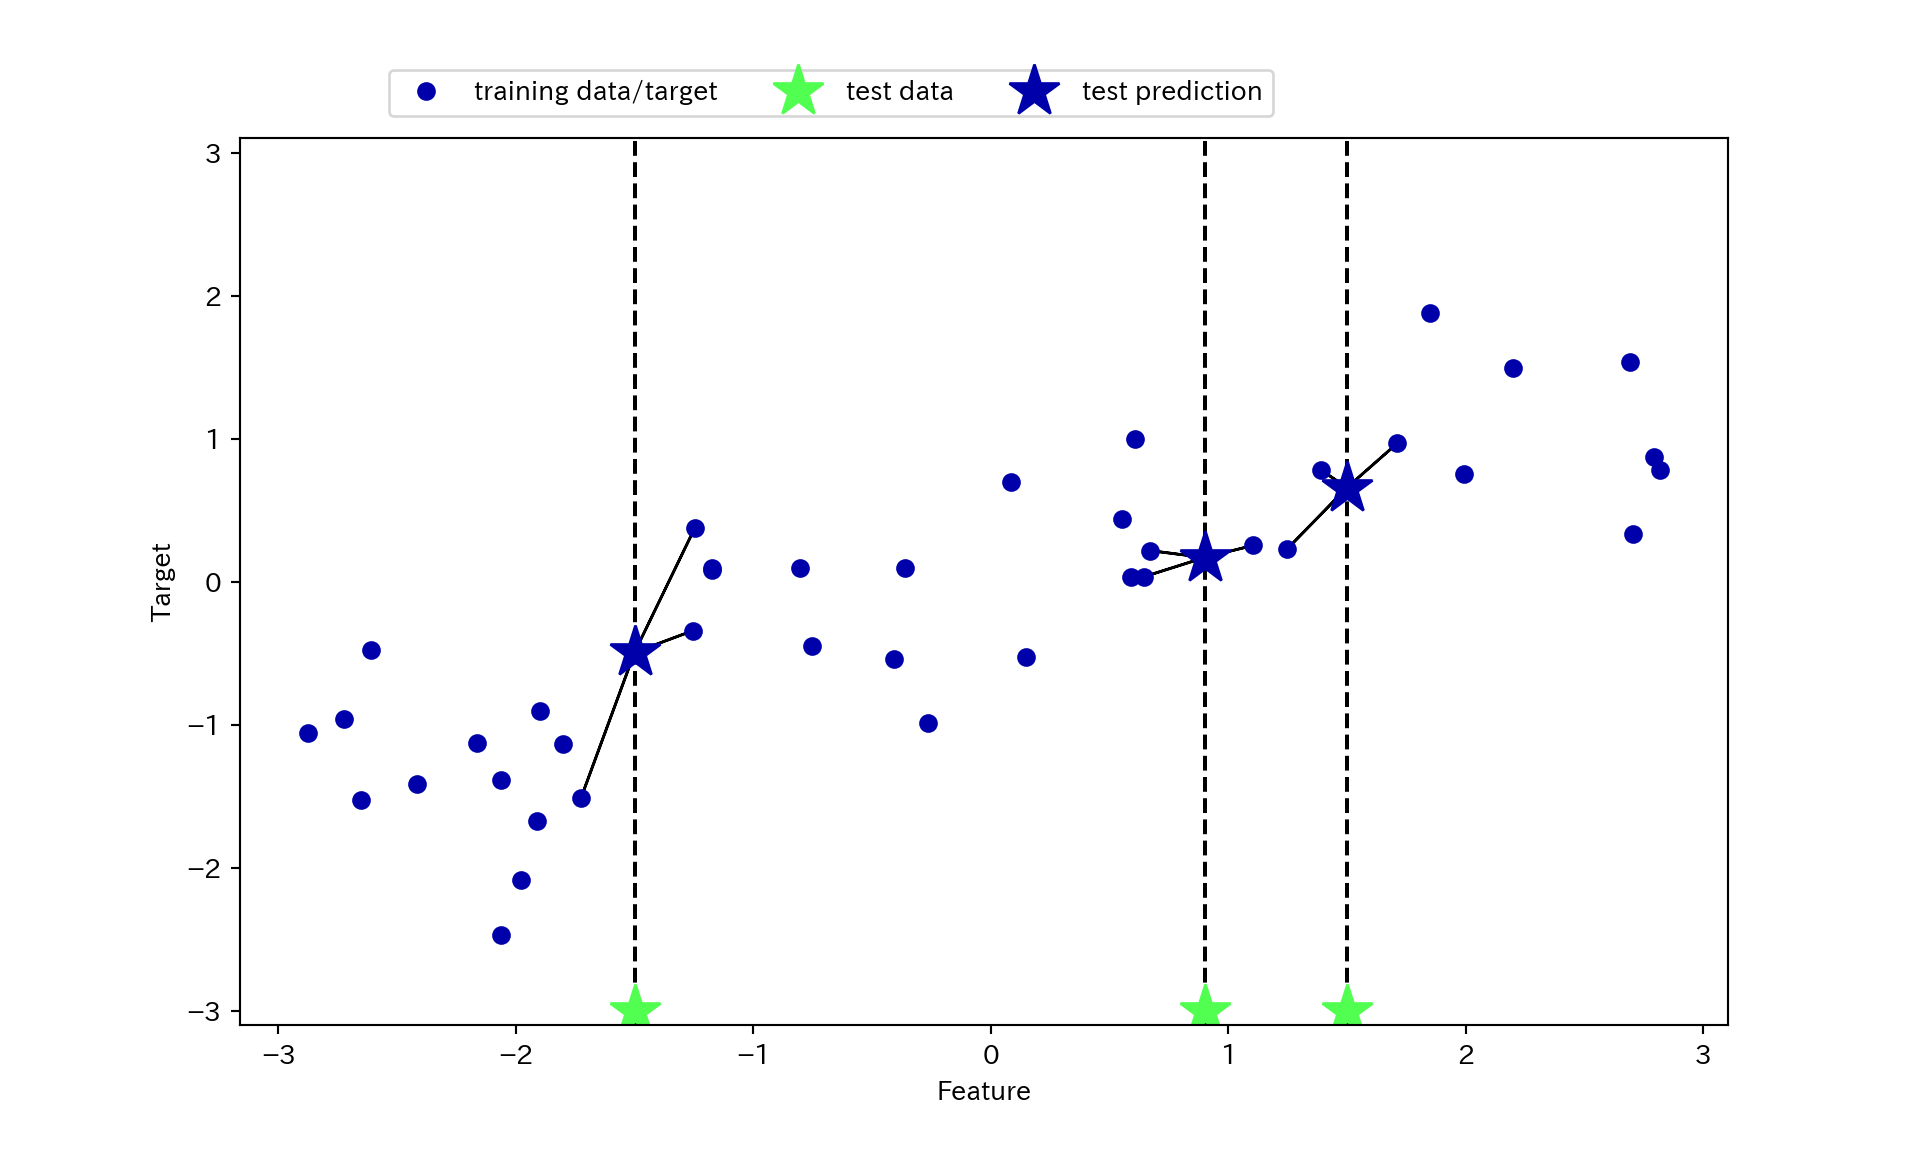 training data/target test data test prediction
3
2
1
0
−1
−2
−3
Target
−3 −2 −1 0 1 2 3
Feature